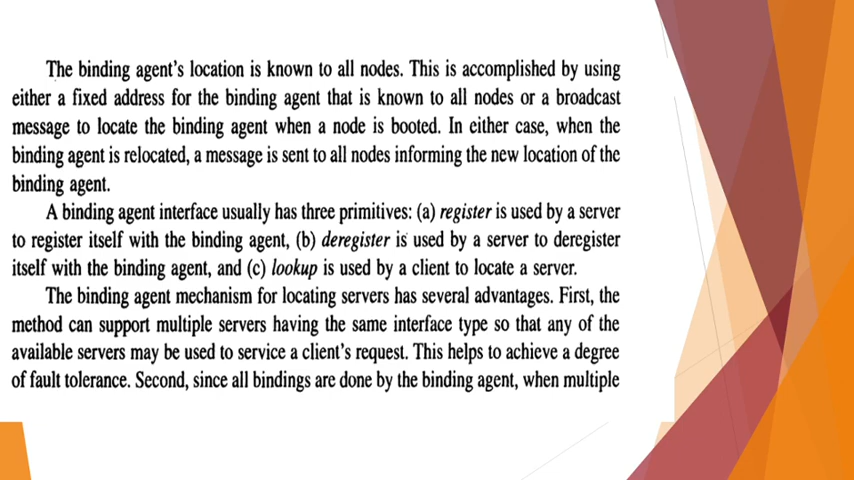 The binding agent's location is known to all nodes. This is accomplished by using
either a fixed address for the binding agent that is known to all nodes or a broadcast
message to locate the binding agent when a node is booted. In either case, when the
binding agent is relocated, a message is sent to all nodes informing the new location of the
binding agent.
A binding agent interface usually has three primitives: (a) register is used by a server
to register itself with the binding agent, (b) deregister is used by a server to deregister
itself with the binding agent, and (c) lookup is used by a client to locate a server.
The binding agent mechanism for locating servers has several advantages. First, the
method can support multiple servers having the same interface type so that any of the
available servers may be used to service a client's request. This helps to achieve a degree
of fault tolerance. Second, since all bindings are done by the binding agent, when multiple